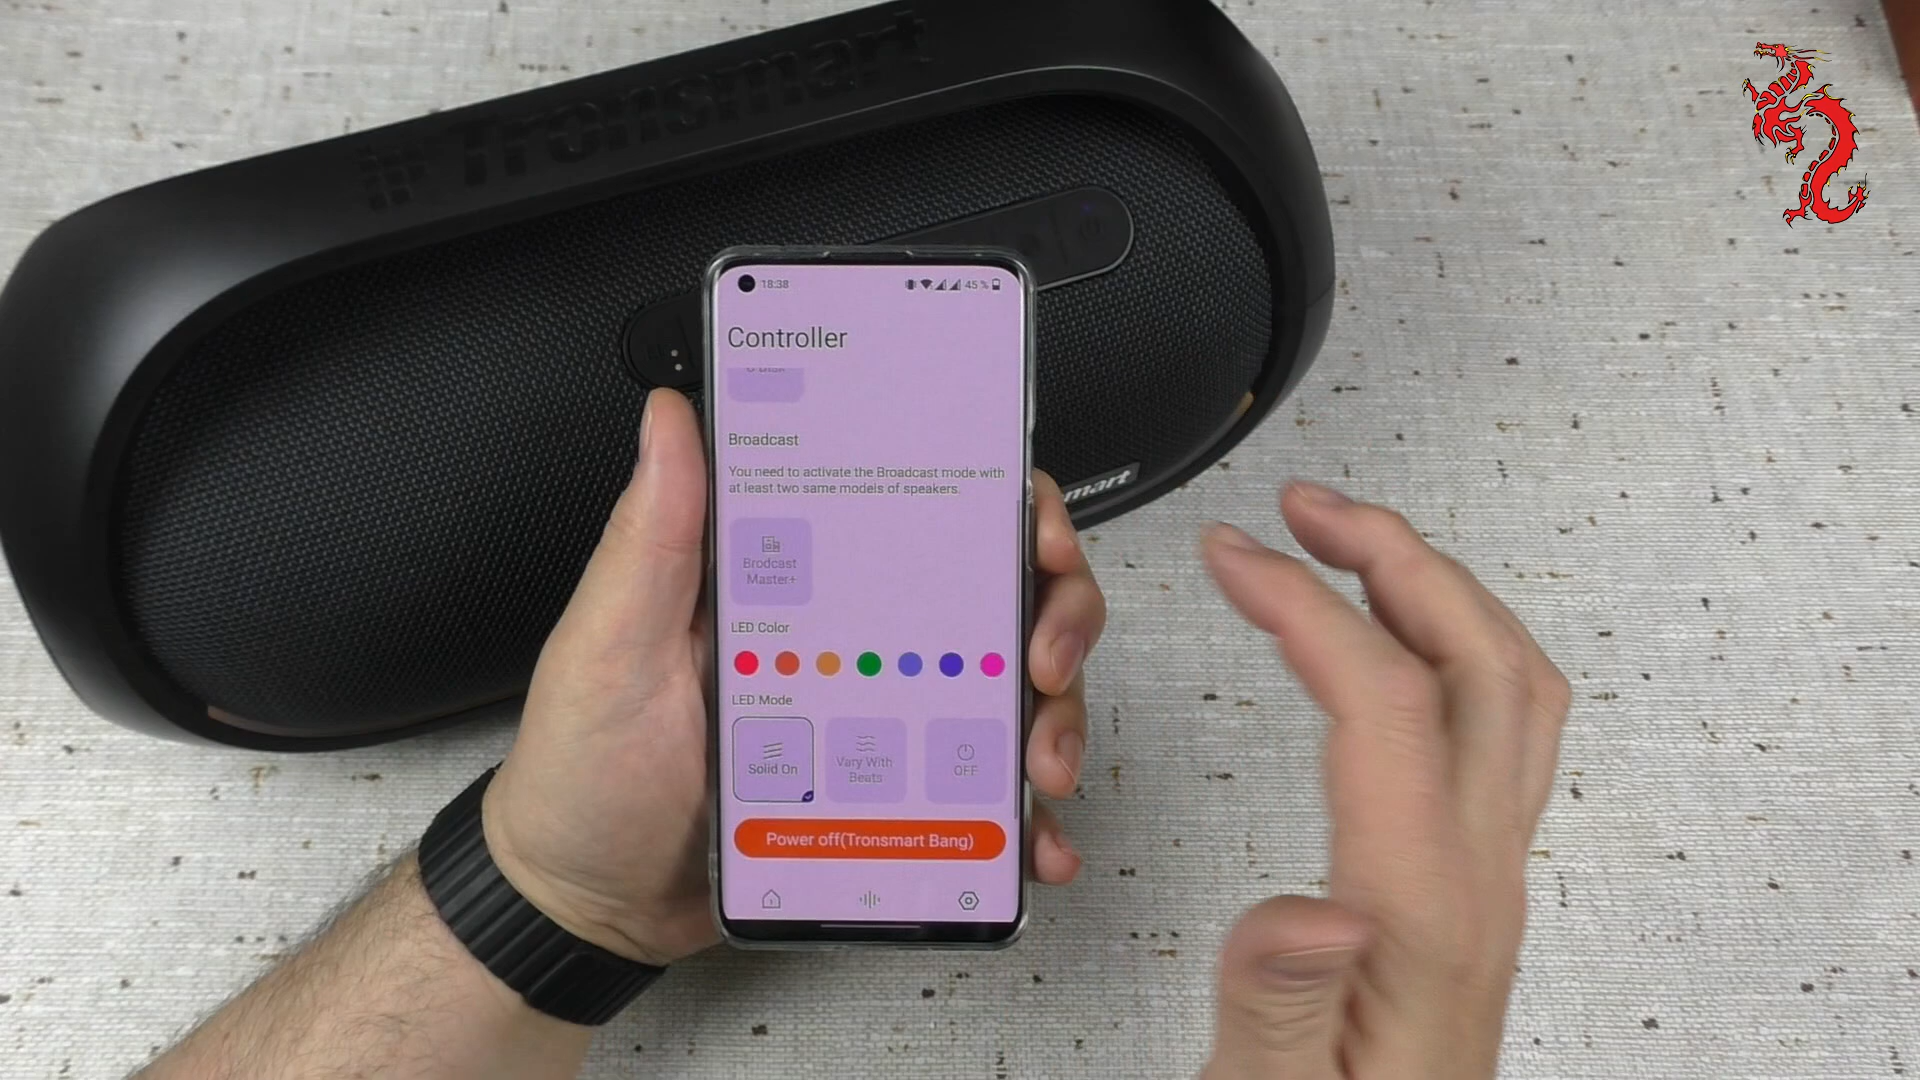 Tronsmart
18:38
45 %
Controller
Broadcast
You need to activate the Broadcast mode with
at least two same models of speakers.
Brodcast
Master+
LED Color
LED Mode
Solid On
Vary With
Beats
OFF
Power off(Tronsmart Bang)
smart